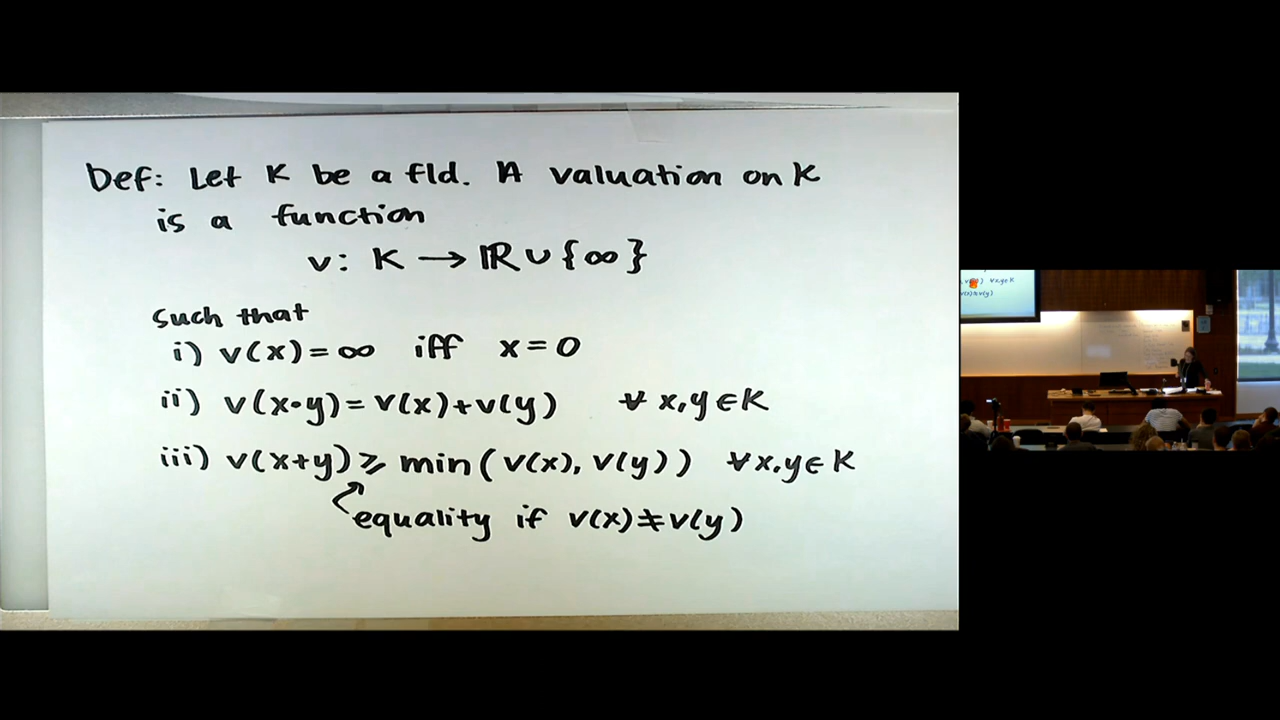 Def: Let K be a fld. A valuation on K
is a function
v: K → ℝ ∪ {∞}
such that
i) v(x) = ∞ iff x = 0
ii) v(x·y) = v(x) + v(y) ∀ x,y ∈ K
iii) v(x+y) ⩾ min(v(x), v(y)) ∀ x,y ∈ K
equality if v(x) ≠ v(y)
∀x,y∈K
v(x)≠v(y)